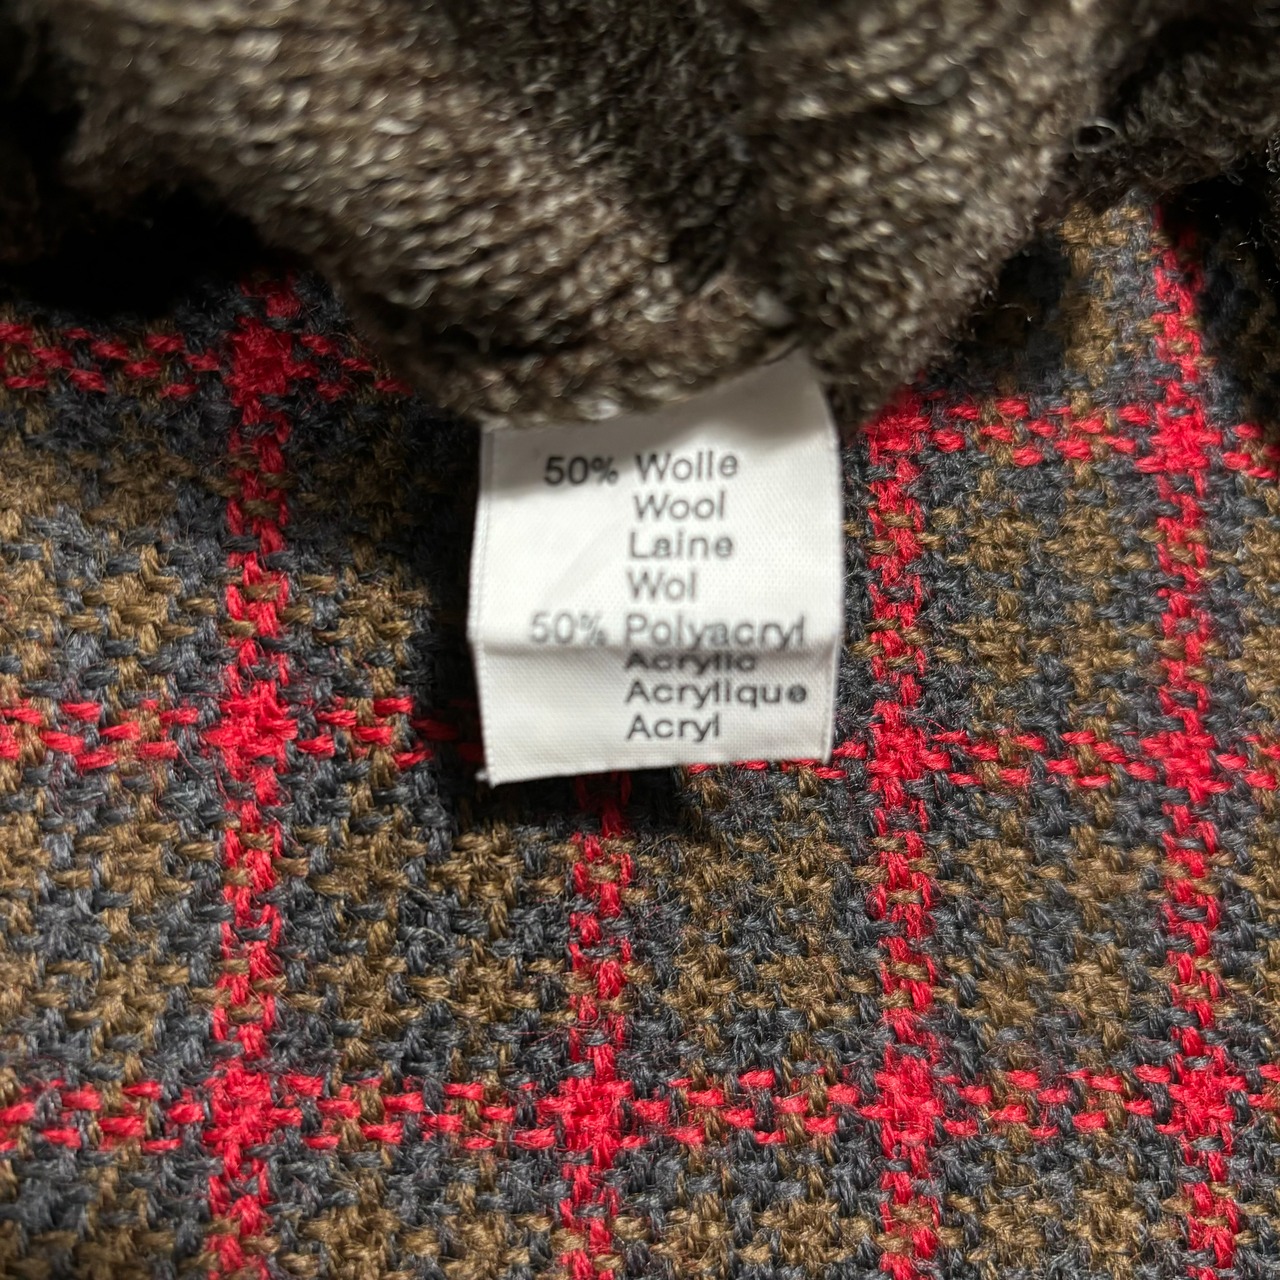 50% Wolle
Wool
Laine
Wol
50% Polyacryl
Acrylic
Acrylique
Acryl